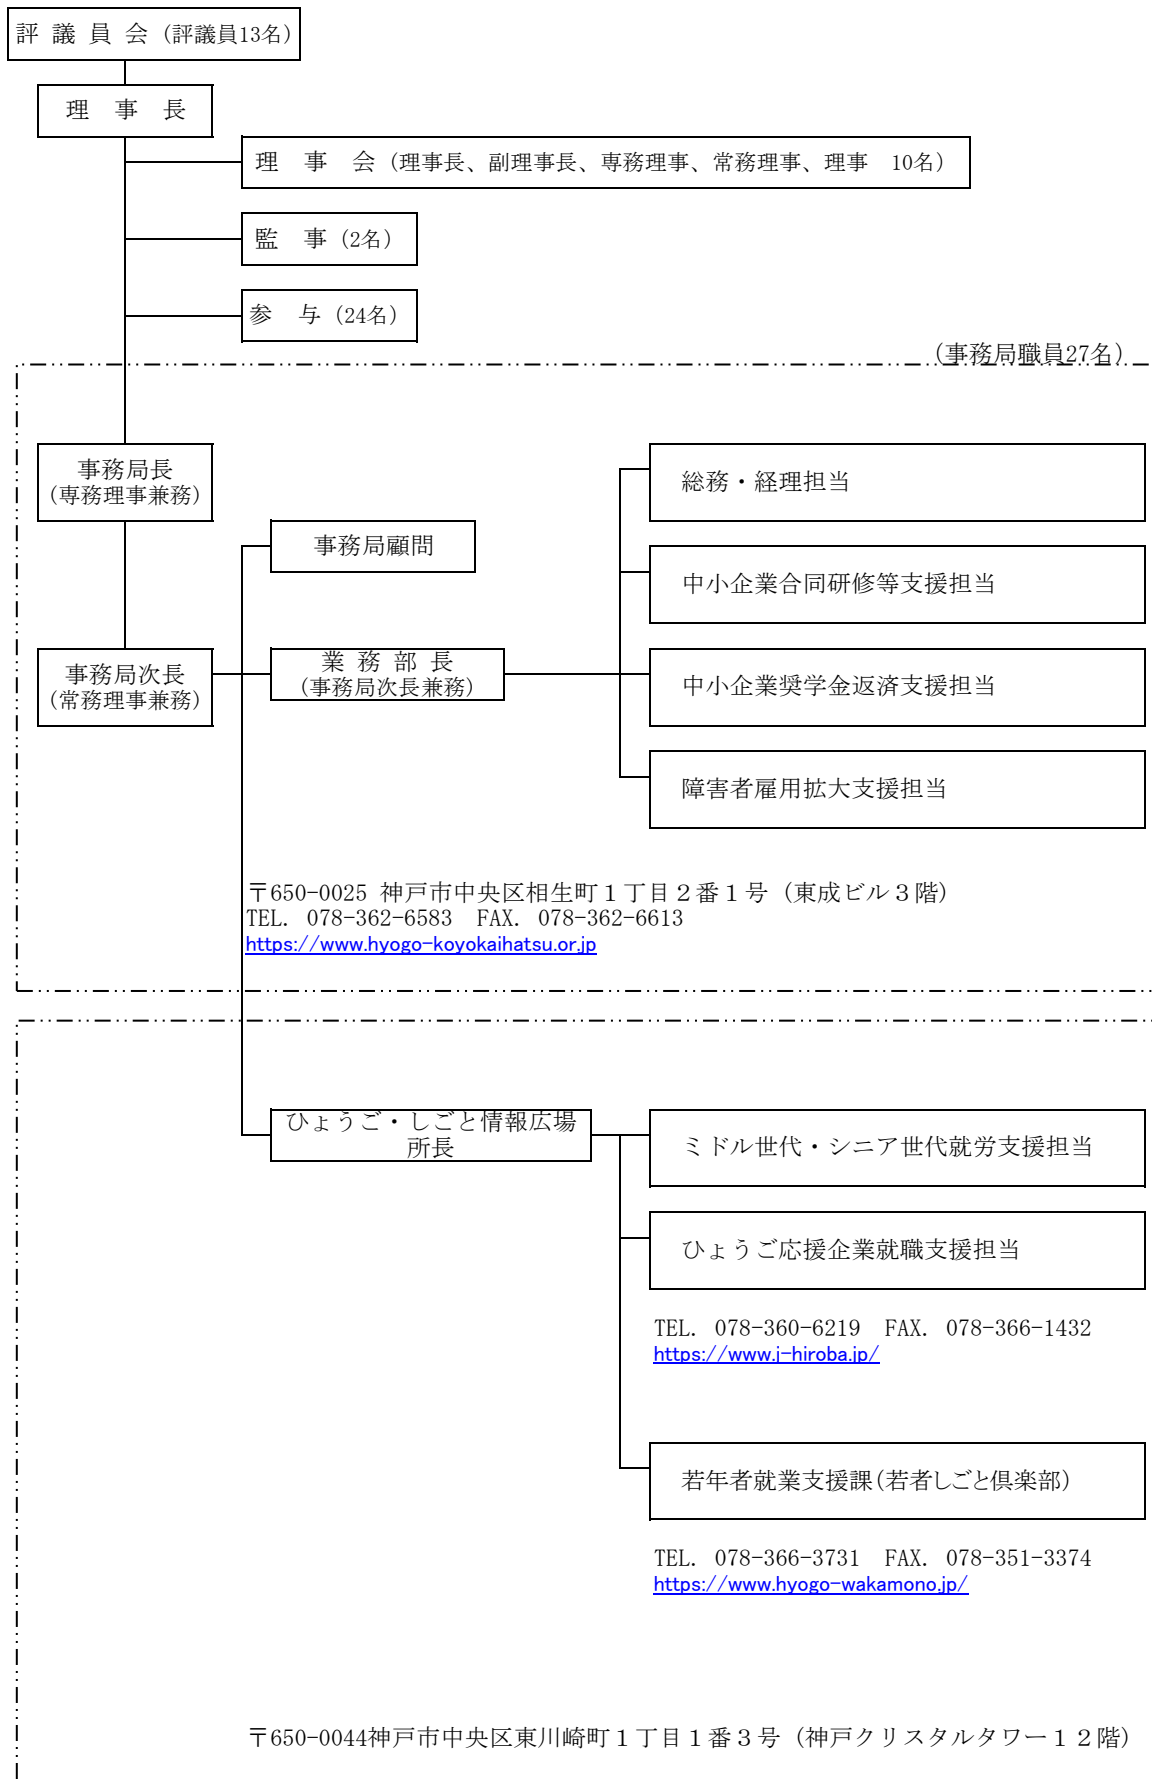 評 議 員 会 (評議員13名)
理　事　長
理　事　会 (理事長、副理事長、専務理事、常務理事、理事　10名)
監　事 (2名)
参　与 (24名)
(事務局職員27名)
事務局長
(専務理事兼務)
総務・経理担当
事務局顧問
中小企業合同研修等支援担当
事務局次長
(常務理事兼務)
業 務 部 長
(事務局次長兼務)
中小企業奨学金返済支援担当
障害者雇用拡大支援担当
〒650-0025 神戸市中央区相生町１丁目２番１号 (東成ビル３階)
TEL. 078-362-6583　FAX. 078-362-6613
https://www.hyogo-koyokaihatsu.or.jp
ひょうご・しごと情報広場
所長
ミドル世代・シニア世代就労支援担当
ひょうご応援企業就職支援担当
TEL. 078-360-6219　FAX. 078-366-1432
https://www.j-hiroba.jp/
若年者就業支援課(若者しごと倶楽部)
TEL. 078-366-3731　FAX. 078-351-3374
https://www.hyogo-wakamono.jp/
〒650-0044神戸市中央区東川崎町１丁目１番３号 (神戸クリスタルタワー１２階)